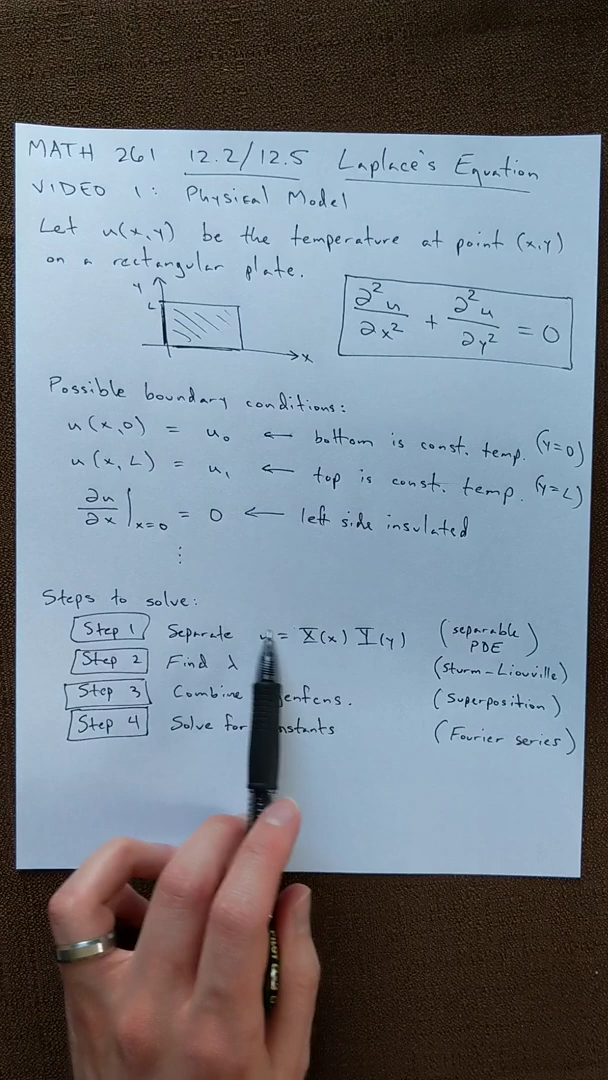 MATH 261 12.2/12.5 Laplace's Equation
VIDEO 1: Physical Model
Let u(x,y) be the temperature at point (x,y)
on a rectangular plate.
y
L
x
∂²u/∂x² + ∂²u/∂y² = 0
Possible boundary conditions:
u(x,0) = u₀ ← bottom is const. temp. (y=0)
u(x,L) = u₁ ← top is const. temp. (y=L)
∂u/∂x |ₓ₌₀ = 0 ← left side insulated
⋮
Steps to solve:
Step 1 Separate u = X(x) Y(y) (separable PDE)
Step 2 Find λ (Sturm-Liouville)
Step 3 Combine (Superposition)
Step 4 Solve for (Fourier series)